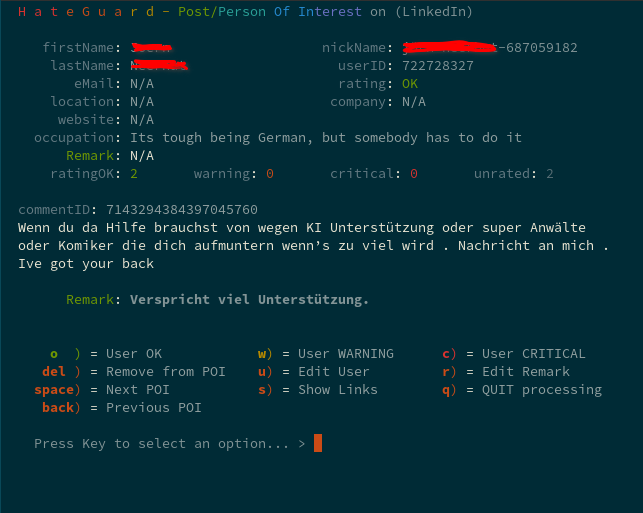 H a t e G u a r d - Post/Person Of Interest on (LinkedIn)
firstName: nickName: -687059182
lastName: userID: 722728327
eMail: N/A rating: OK
location: N/A company: N/A
website: N/A
occupation: Its tough being German, but somebody has to do it
Remark: N/A
ratingOK: 2 warning: 0 critical: 0 unrated: 2
commentID: 7143294384397045760
Wenn du da Hilfe brauchst von wegen KI Unterstützung oder super Anwälte
oder Komiker die dich aufmuntern wenn’s zu viel wird . Nachricht an mich .
Ive got your back
Remark: Verspricht viel Unterstützung.
o ) = User OK w) = User WARNING c) = User CRITICAL
del ) = Remove from POI u) = Edit User r) = Edit Remark
space) = Next POI s) = Show Links q) = QUIT processing
back) = Previous POI
Press Key to select an option... >